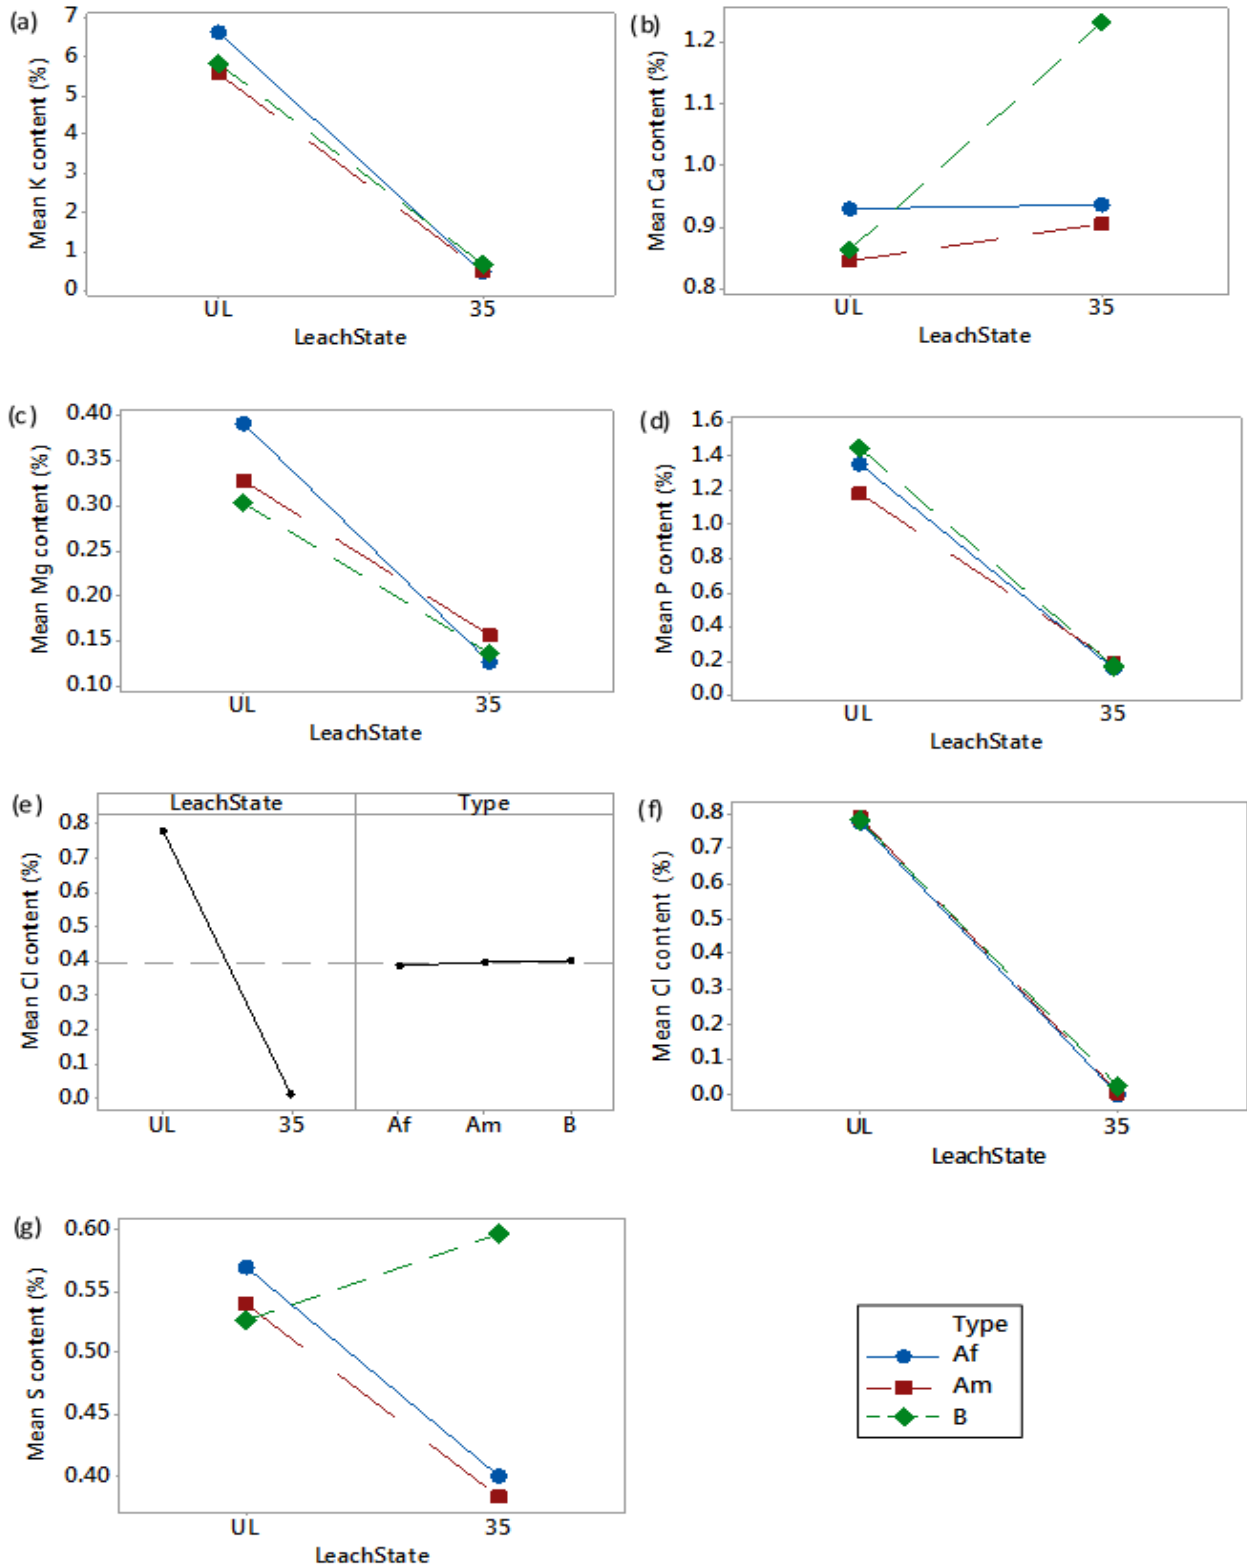 (a)
Mean K content (%)
7
6
5
4
3
2
1
0
UL 35
LeachState
(b)
Mean Ca content (%)
1.2
1.1
1.0
0.9
0.8
UL 35
LeachState
(c)
Mean Mg content (%)
0.40
0.35
0.30
0.25
0.20
0.15
0.10
UL 35
LeachState
(d)
Mean P content (%)
1.6
1.4
1.2
1.0
0.8
0.6
0.4
0.2
0.0
UL 35
LeachState
(e)
LeachState Type
Mean Cl content (%)
0.8
0.7
0.6
0.5
0.4
0.3
0.2
0.1
0.0
UL 35 Af Am B
(f)
Mean Cl content (%)
0.8
0.7
0.6
0.5
0.4
0.3
0.2
0.1
0.0
UL 35
LeachState
(g)
Mean S content (%)
0.60
0.55
0.50
0.45
0.40
UL 35
LeachState
Type
Af
Am
B